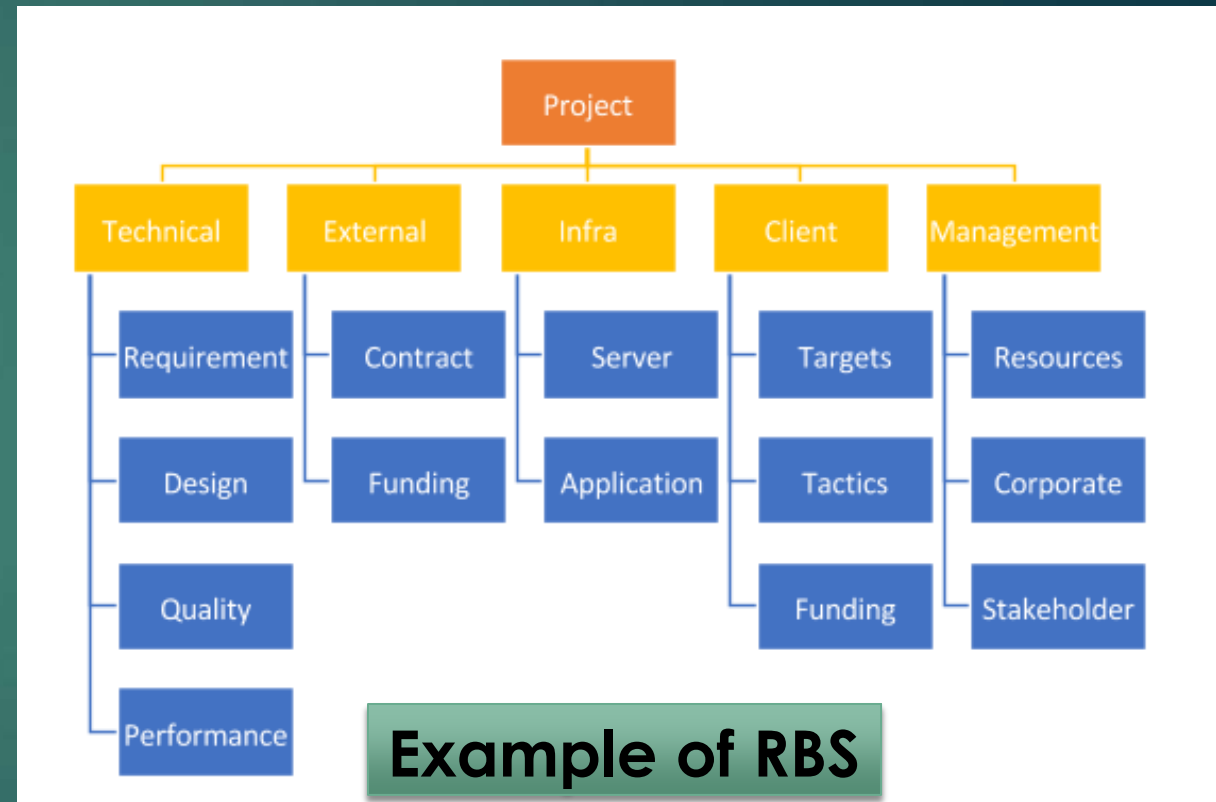 Project
Technical
External
Infra
Client
Management
Requirement
Contract
Server
Targets
Resources
Design
Funding
Application
Tactics
Corporate
Quality
Funding
Stakeholder
Performance
Example of RBS